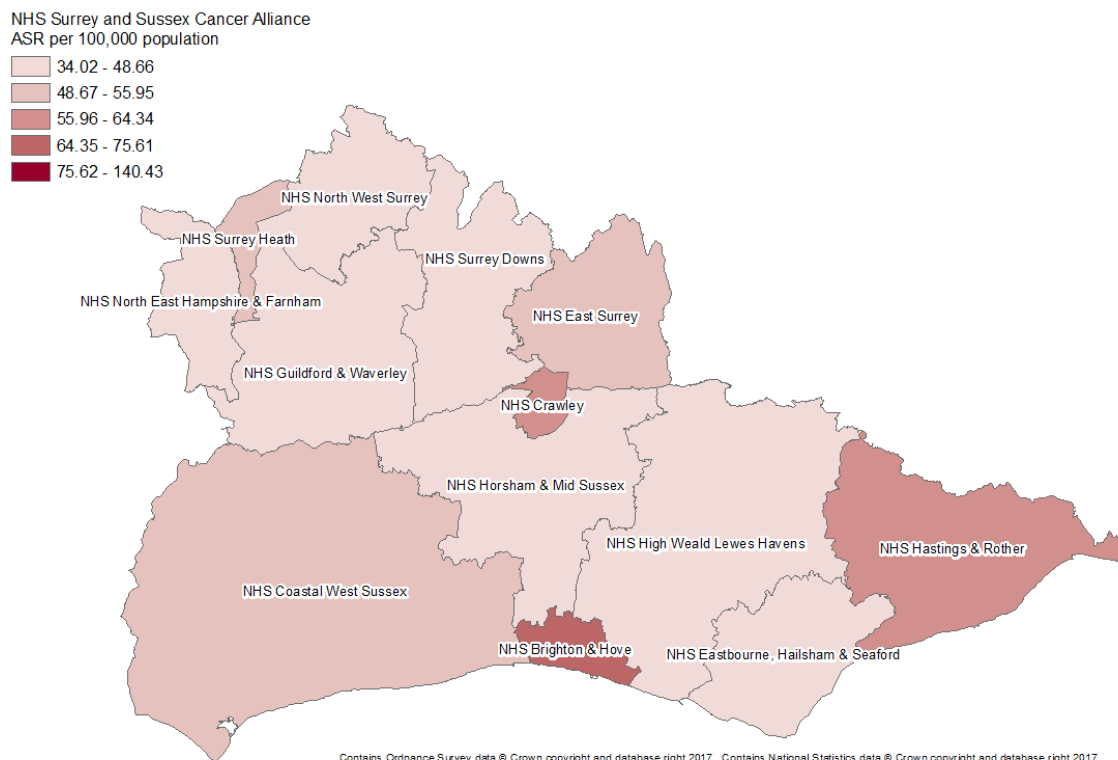 NHS Surrey and Sussex Cancer Alliance
ASR per 100,000 population
34.02 - 48.66
48.67 - 55.95
55.96 - 64.34
64.35 - 75.61
75.62 - 140.43
NHS North West Surrey
NHS Surrey Heath
NHS Surrey Downs
NHS North East Hampshire & Farnham
NHS East Surrey
NHS Guildford & Waverley
NHS Crawley
NHS Horsham & Mid Sussex
NHS High Weald Lewes Havens
NHS Hastings & Rother
NHS Coastal West Sussex
NHS Brighton & Hove
NHS Eastbourne, Hailsham & Seaford
Contains Ordnance Survey data © Crown copyright and database right 2017 Contains National Statistics data © Crown copyright and database right 2017